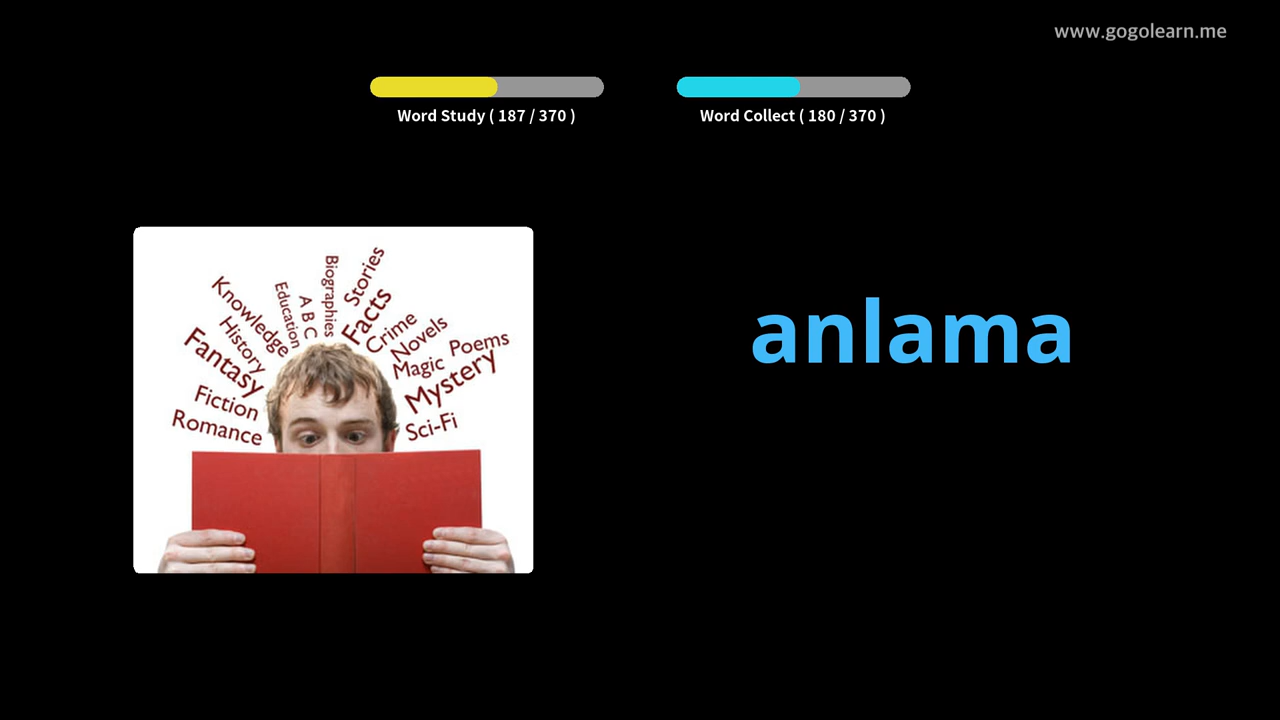 www.gogolearn.me
Word Study ( 187 / 370 )
Word Collect ( 180 / 370 )
Biographies
Stories
Education
A B C
Facts
Knowledge
Crime
History
Novels
Fantasy
Magic
Poems
Mystery
Fiction
Romance
Sci-Fi
anlama